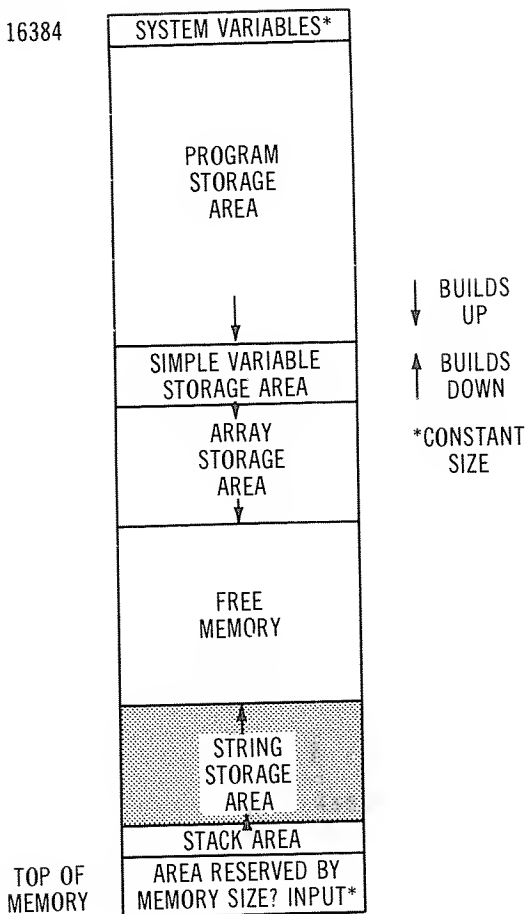 16384
SYSTEM VARIABLES*
PROGRAM
STORAGE
AREA
SIMPLE VARIABLE
STORAGE AREA
ARRAY
STORAGE
AREA
FREE
MEMORY
STRING
STORAGE
AREA
STACK AREA
TOP OF
MEMORY
AREA RESERVED BY
MEMORY SIZE? INPUT*
BUILDS
UP
BUILDS
DOWN
*CONSTANT
SIZE